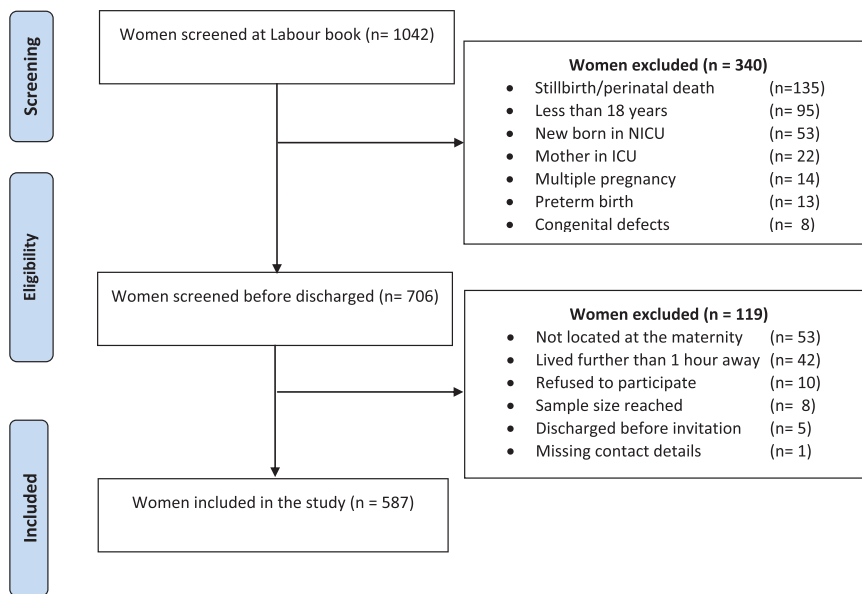 Screening
Women screened at Labour book (n= 1042)
Women excluded (n = 340)
• Stillbirth/perinatal death (n=135)
• Less than 18 years (n= 95)
• New born in NICU (n= 53)
• Mother in ICU (n= 22)
• Multiple pregnancy (n= 14)
• Preterm birth (n= 13)
• Congenital defects (n= 8)
Eligibility
Women screened before discharged (n= 706)
Women excluded (n = 119)
• Not located at the maternity (n= 53)
• Lived further than 1 hour away (n= 42)
• Refused to participate (n= 10)
• Sample size reached (n= 8)
• Discharged before invitation (n= 5)
• Missing contact details (n= 1)
Included
Women included in the study (n = 587)